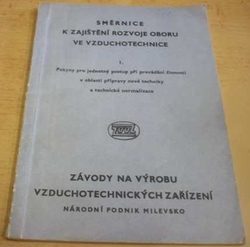 SMĚRNICE
K ZAJIŠTĚNÍ ROZVOJE OBORU
VE VZDUCHOTECHNICE
1.
Pokyny pro jednotný postup při provádění činnosti
v oblasti přípravy nové techniky
a technické normalizace
ZÁVODY NA VÝROBU
VZDUCHOTECHNICKÝCH ZAŘÍZENÍ
NÁRODNÍ PODNIK MILEVSKO